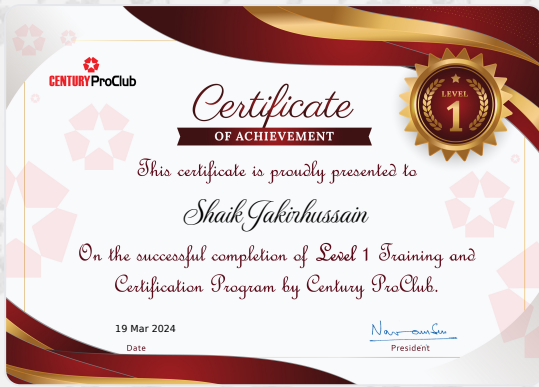 CENTURY ProClub
Certificate
OF ACHIEVEMENT
LEVEL
1
This certificate is proudly presented to
Shaik Jakirhussain
On the successful completion of Level 1 Training and
Certification Program by Century ProClub.
19 Mar 2024
Date
President